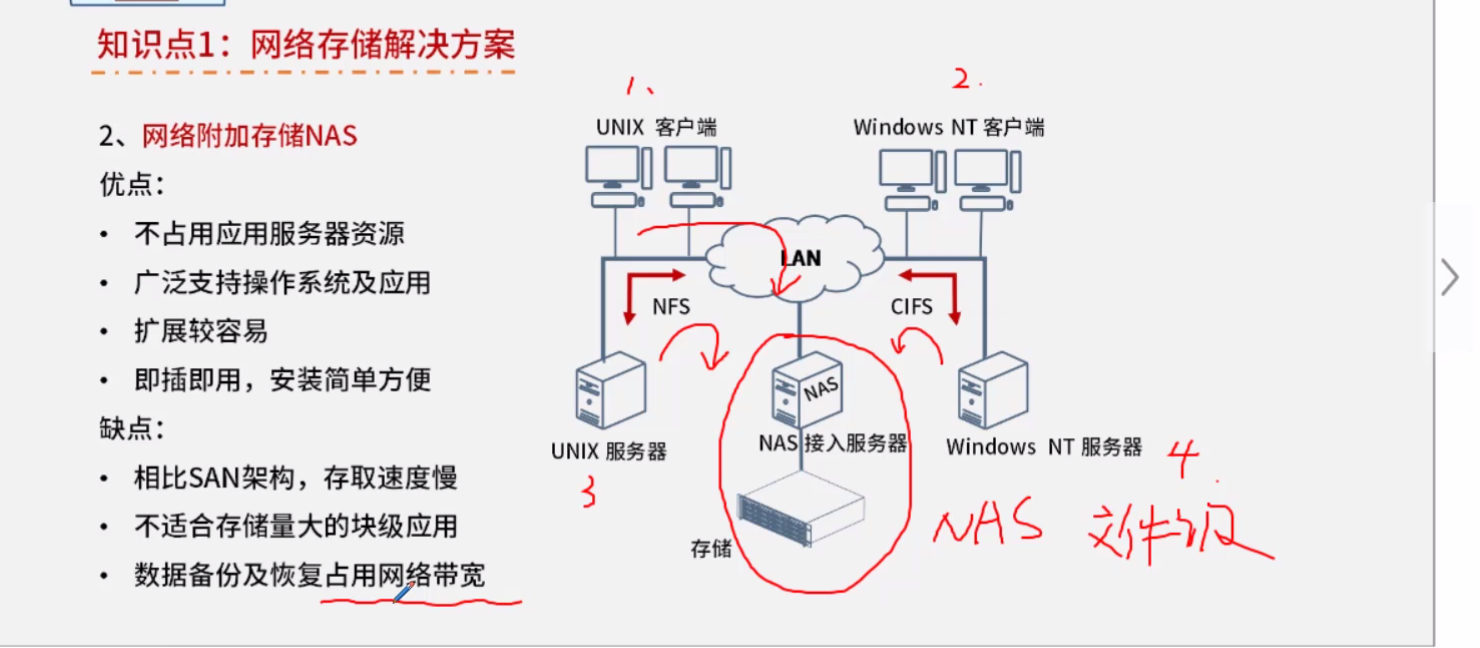 知识点1：网络存储解决方案
2、网络附加存储NAS
优点：
• 不占用应用服务器资源
• 广泛支持操作系统及应用
• 扩展较容易
• 即插即用，安装简单方便
缺点：
• 相比SAN架构，存取速度慢
• 不适合存储量大的块级应用
• 数据备份及恢复占用网络带宽
1、
2.
UNIX 客户端
Windows NT 客户端
LAN
NFS
CIFS
NAS
UNIX 服务器
NAS 接入服务器
Windows NT 服务器
3
4
存储
NAS 文件级